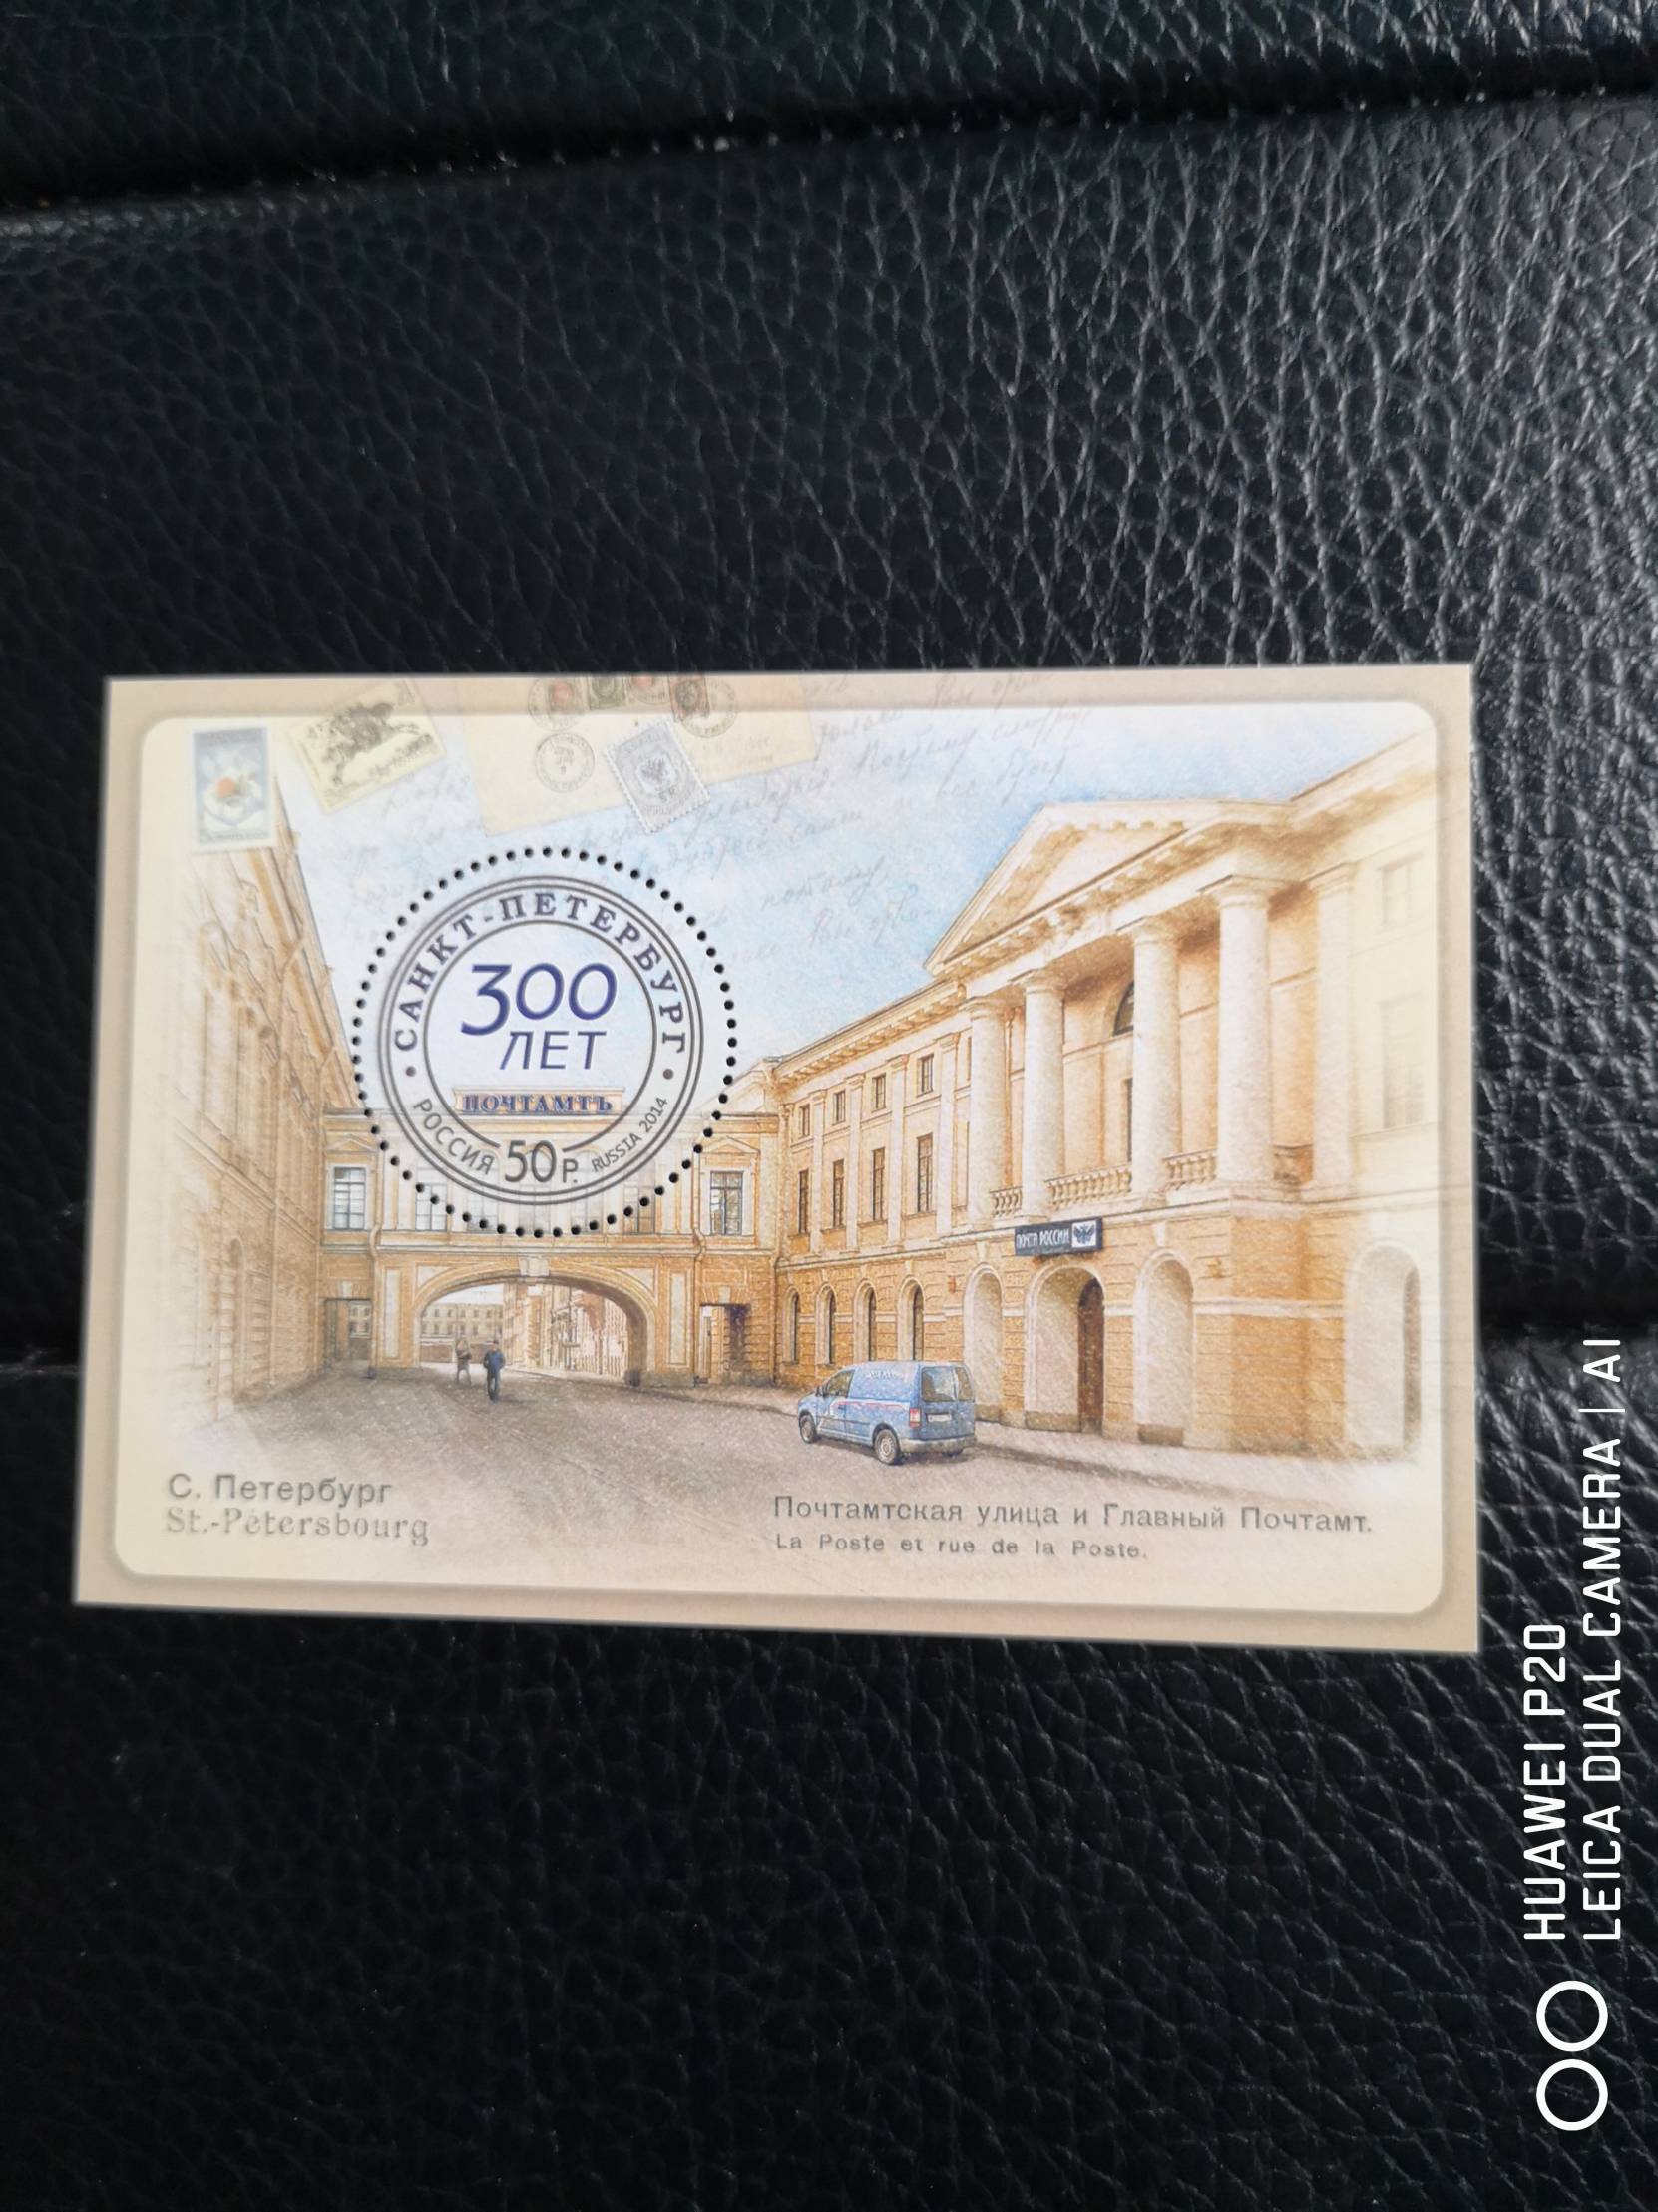 САНКТ-ПЕТЕРБУРГ
300
ЛЕТ
ПОЧТАМТЪ
РОССИЯ 50 Р. RUSSIA 2014
ПОЧТА РОССИИ
С. Петербург
St.-Pétersbourg
Почтамтская улица и Главный Почтамт.
La Poste et rue de la Poste.
HUAWEI P20
LEICA DUAL CAMERA | AI